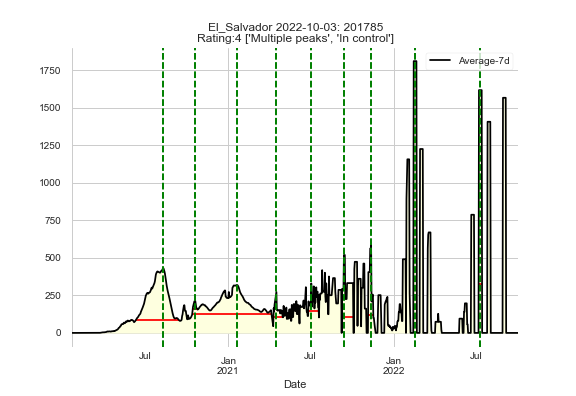 El_Salvador 2022-10-03: 201785
Rating:4 ['Multiple peaks', 'In control']
Average-7d
1750
1500
1250
1000
750
500
250
0
Jul
Jan
2021
Jul
Jan
2022
Jul
Date